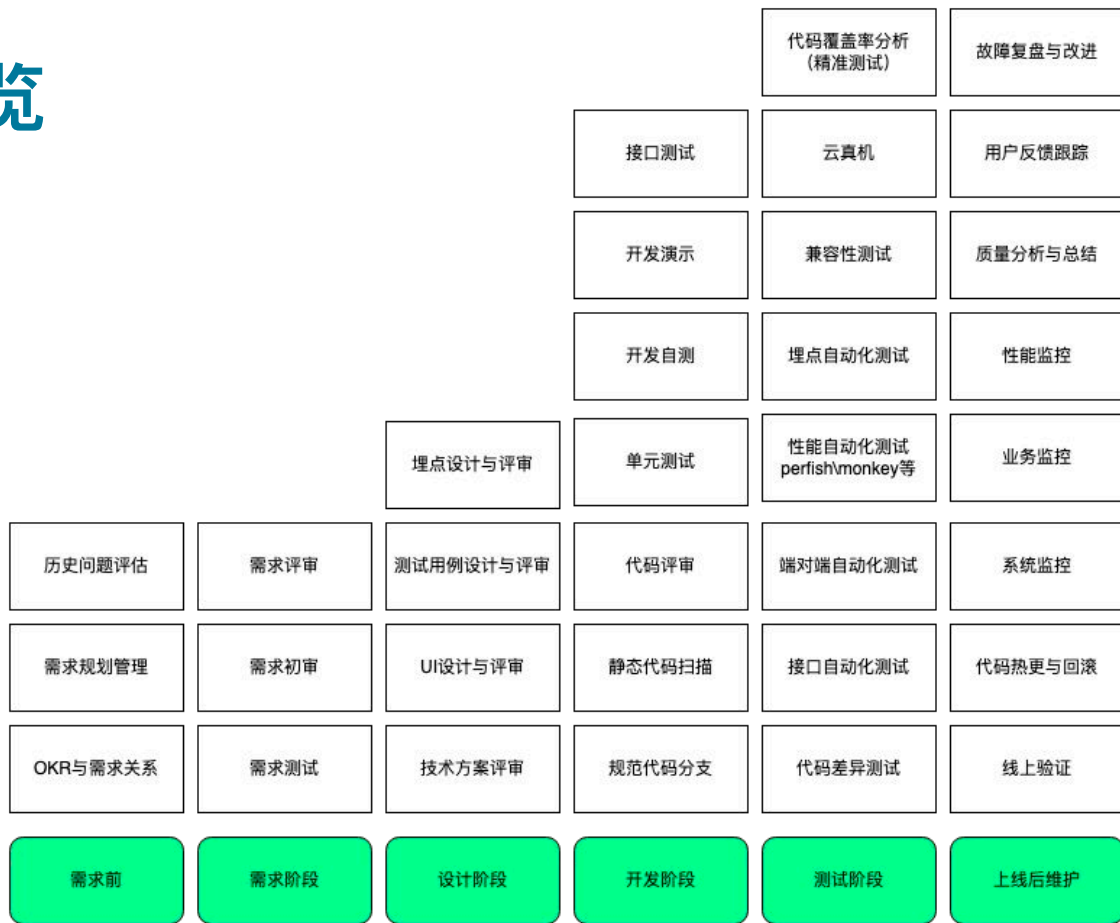 览
代码覆盖率分析
（精准测试）
故障复盘与改进
接口测试
云真机
用户反馈跟踪
开发演示
兼容性测试
质量分析与总结
开发自测
埋点自动化测试
性能监控
埋点设计与评审
单元测试
性能自动化测试
perfish\monkey等
业务监控
历史问题评估
需求评审
测试用例设计与评审
代码评审
端对端自动化测试
系统监控
需求规划管理
需求初审
UI设计与评审
静态代码扫描
接口自动化测试
代码热更与回滚
OKR与需求关系
需求测试
技术方案评审
规范代码分支
代码差异测试
线上验证
需求前
需求阶段
设计阶段
开发阶段
测试阶段
上线后维护